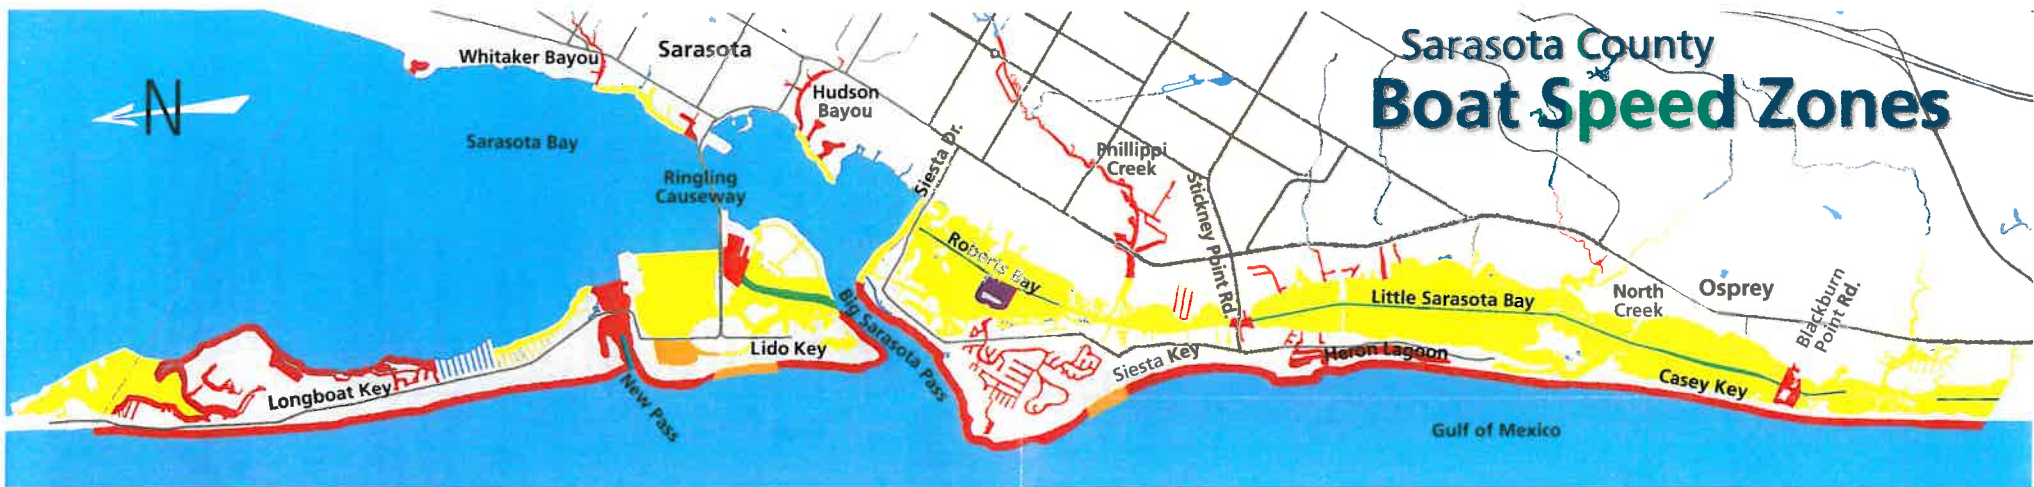 Sarasota County
Boat Speed Zones
N
Whitaker Bayou
Sarasota
Hudson
Bayou
Sarasota Bay
Ringling
Causeway
Siesta Dr.
Phillippi
Creek
Stickney Point Rd.
Roberts Bay
Little Sarasota Bay
North
Creek
Osprey
Blackburn
Point Rd.
Big Sarasota Pass
Lido Key
Longboat Key
New Pass
Siesta Key
Heron Lagoon
Casey Key
Gulf of Mexico